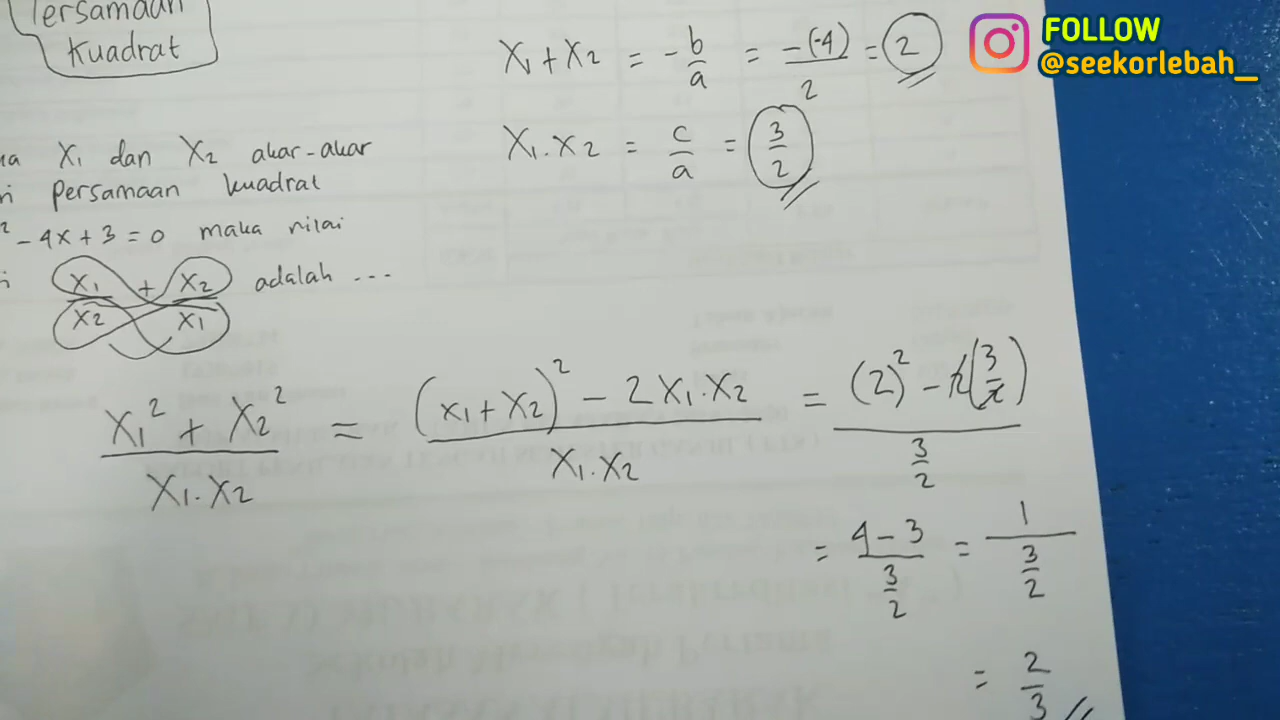 Persamaan
Kuadrat
X₁ dan X₂ akar-akar
persamaan kuadrat
² - 4x + 3 = 0 maka nilai
X₁/X₂ + X₂/X₁ adalah ...
X₁ + X₂ = -b/a = -(-4)/2 = 2
X₁ . X₂ = c/a = 3/2
(X₁² + X₂²)/(X₁ . X₂) = ((X₁ + X₂)² - 2X₁ . X₂)/(X₁ . X₂) = ((2)² - 2(3/2))/(3/2)
= (4 - 3)/(3/2) = 1/(3/2)
= 2/3
FOLLOW
@seekorlebah_